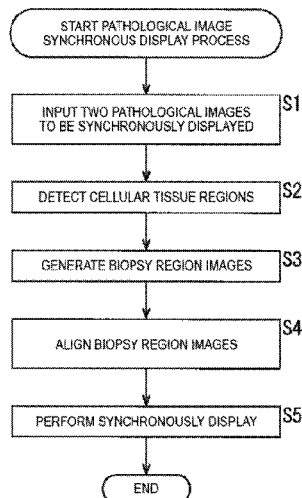 START PATHOLOGICAL IMAGE
SYNCHRONOUS DISPLAY PROCESS
S1
INPUT TWO PATHOLOGICAL IMAGES
TO BE SYNCHRONOUSLY DISPLAYED
S2
DETECT CELLULAR TISSUE REGIONS
S3
GENERATE BIOPSY REGION IMAGES
S4
ALIGN BIOPSY REGION IMAGES
S5
PERFORM SYNCHRONOUSLY DISPLAY
END